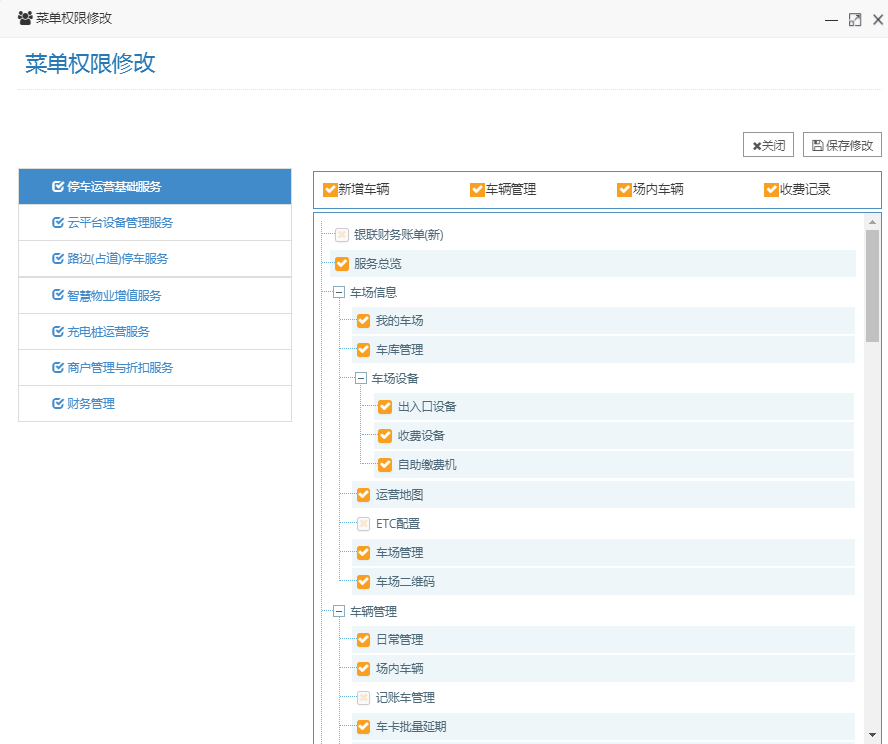 菜单权限修改
菜单权限修改
关闭 保存修改
停车运营基础服务
云平台设备管理服务
路边(占道)停车服务
智慧物业增值服务
充电桩运营服务
商户管理与折扣服务
财务管理
新增车辆 车辆管理 场内车辆 收费记录
银联财务账单(新)
服务总览
车场信息
我的车场
车库管理
车场设备
出入口设备
收费设备
自助缴费机
运营地图
ETC配置
车场管理
车场二维码
车辆管理
日常管理
场内车辆
记账车管理
车卡批量延期